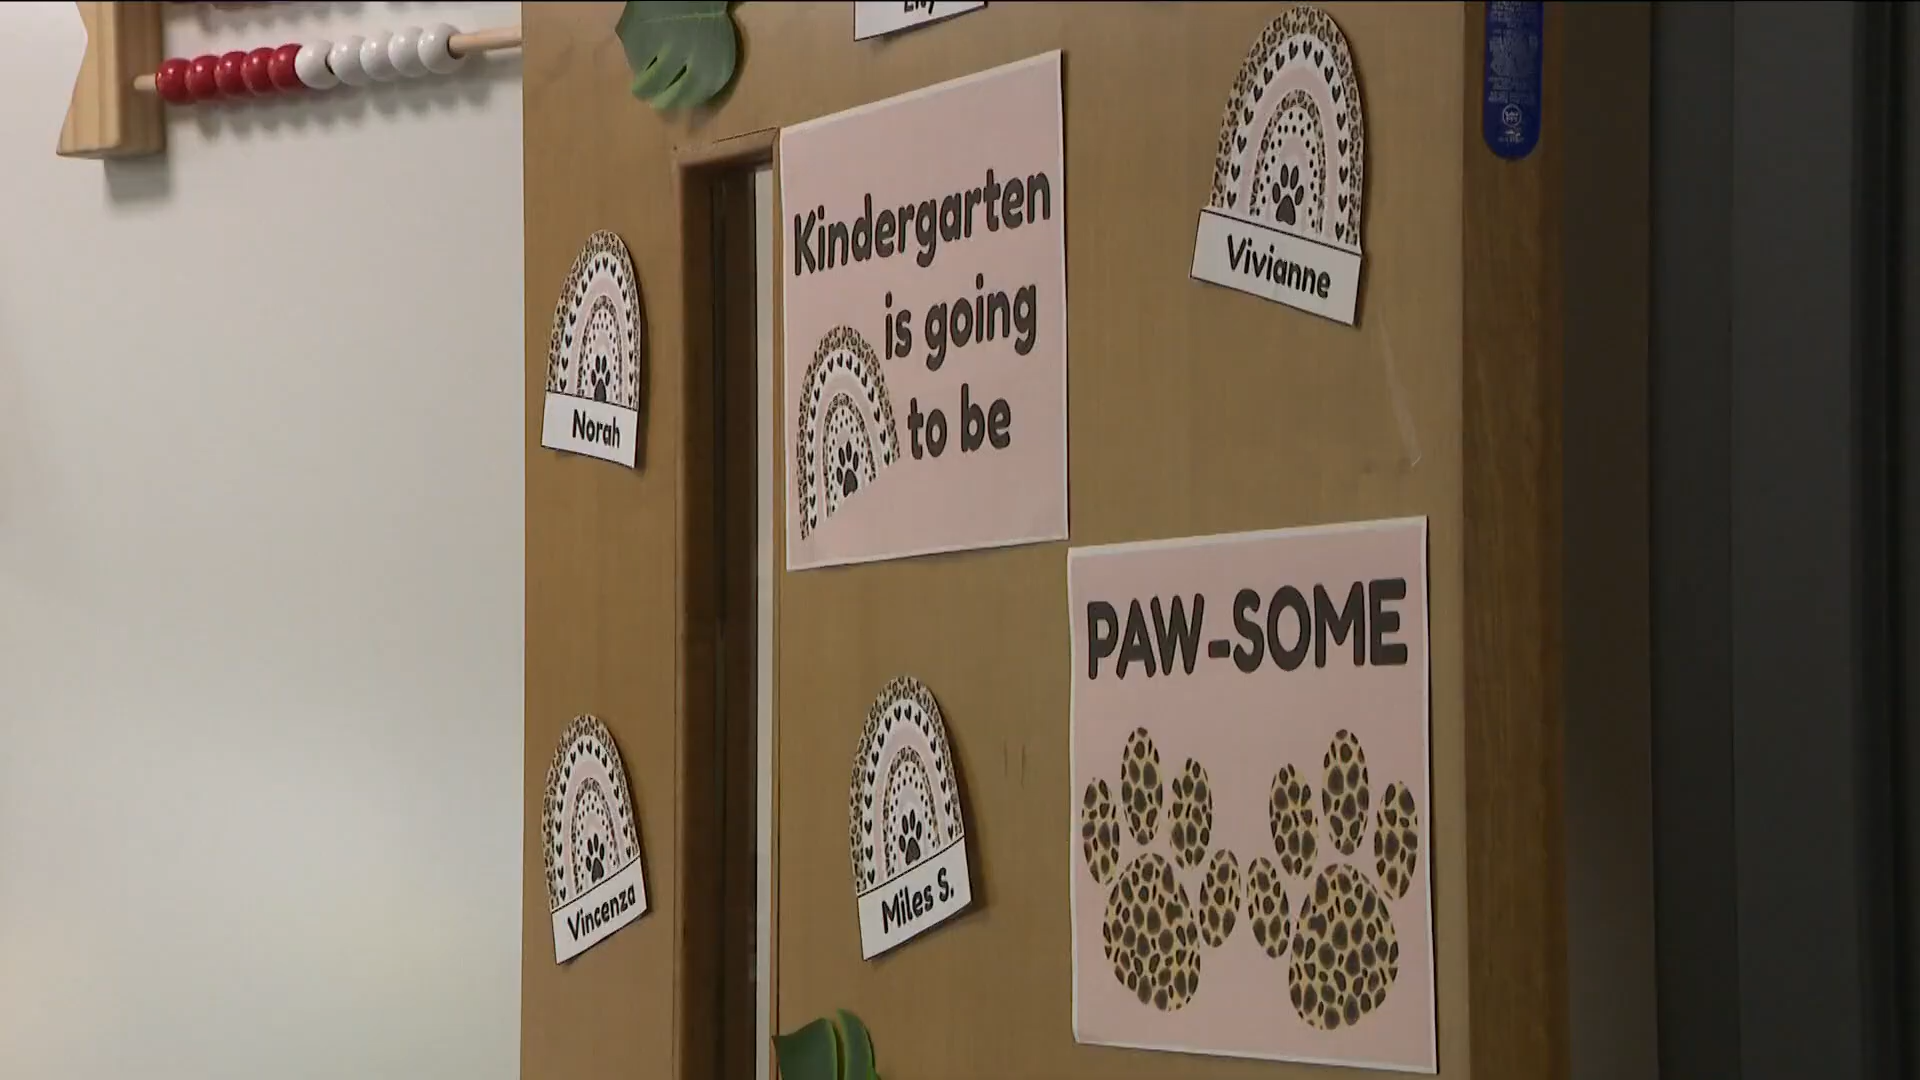 Kindergarten
is going
to be
Vivianne
Norah
PAW-SOME
Miles S.
Vincenza